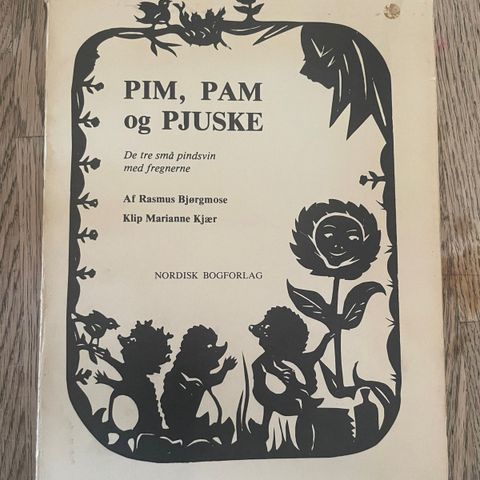 PIM, PAM
og PJUSKE
De tre små pindsvin
med fregnerne
Af Rasmus Bjørgmose
Klip Marianne Kjær
NORDISK BOGFORLAG